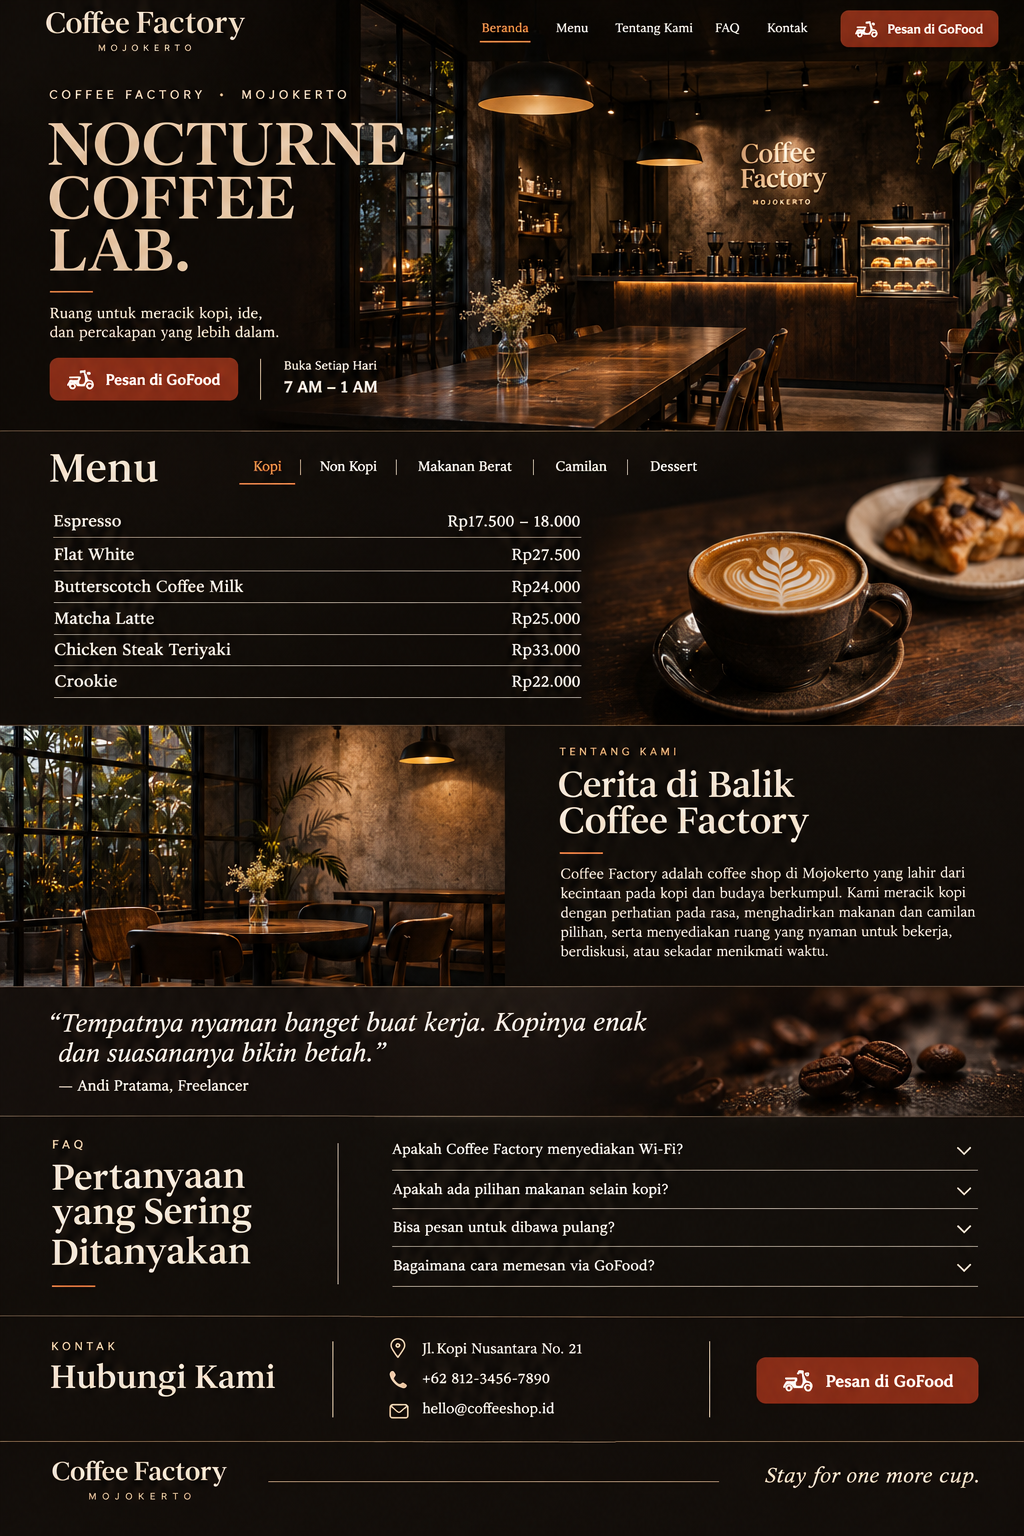 Coffee Factory
MOJOKERTO
Beranda
Menu
Tentang Kami
FAQ
Kontak
Pesan di GoFood
COFFEE FACTORY • MOJOKERTO
NOCTURNE
COFFEE
LAB.
Ruang untuk meracik kopi, ide,
dan percakapan yang lebih dalam.
Pesan di GoFood
Buka Setiap Hari
7 AM – 1 AM
Coffee
Factory
MOJOKERTO
Menu
Kopi
Non Kopi
Makanan Berat
Camilan
Dessert
Espresso Rp17.500 – 18.000
Flat White Rp27.500
Butterscotch Coffee Milk Rp24.000
Matcha Latte Rp25.000
Chicken Steak Teriyaki Rp33.000
Crookie Rp22.000
TENTANG KAMI
Cerita di Balik
Coffee Factory
Coffee Factory adalah coffee shop di Mojokerto yang lahir dari
kecintaan pada kopi dan budaya berkumpul. Kami meracik kopi
dengan perhatian pada rasa, menghadirkan makanan dan camilan
pilihan, serta menyediakan ruang yang nyaman untuk bekerja,
berdiskusi, atau sekadar menikmati waktu.
“Tempatnya nyaman banget buat kerja. Kopinya enak
dan suasananya bikin betah.”
— Andi Pratama, Freelancer
FAQ
Pertanyaan
yang Sering
Ditanyakan
Apakah Coffee Factory menyediakan Wi-Fi?
Apakah ada pilihan makanan selain kopi?
Bisa pesan untuk dibawa pulang?
Bagaimana cara memesan via GoFood?
KONTAK
Hubungi Kami
Jl. Kopi Nusantara No. 21
+62 812-3456-7890
hello@coffeeshop.id
Pesan di GoFood
Coffee Factory
MOJOKERTO
Stay for one more cup.